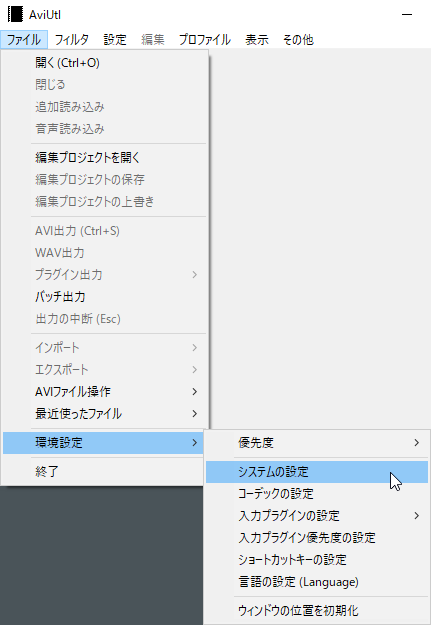 AviUtl
ファイル フィルタ 設定 編集 プロファイル 表示 その他
開く (Ctrl+O)
閉じる
追加読み込み
音声読み込み
編集プロジェクトを開く
編集プロジェクトの保存
編集プロジェクトの上書き
AVI出力 (Ctrl+S)
WAV出力
プラグイン出力
バッチ出力
出力の中断 (Esc)
インポート
エクスポート
AVIファイル操作
最近使ったファイル
環境設定
終了
優先度
システムの設定
コーデックの設定
入力プラグインの設定
入力プラグイン優先度の設定
ショートカットキーの設定
言語の設定 (Language)
ウィンドウの位置を初期化